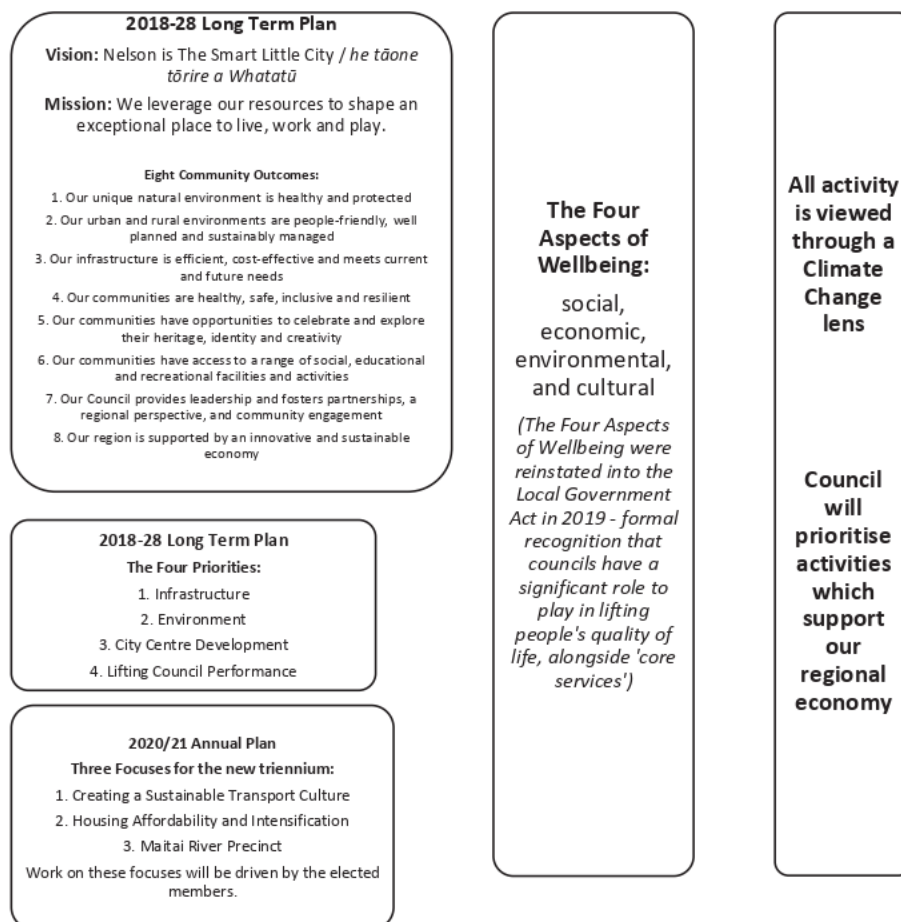 2018-28 Long Term Plan
Vision: Nelson is The Smart Little City / he tāone
tōrire a Whatatū
Mission: We leverage our resources to shape an
exceptional place to live, work and play.
Eight Community Outcomes:
1. Our unique natural environment is healthy and protected
2. Our urban and rural environments are people-friendly, well
planned and sustainably managed
3. Our infrastructure is efficient, cost-effective and meets current
and future needs
4. Our communities are healthy, safe, inclusive and resilient
5. Our communities have opportunities to celebrate and explore
their heritage, identity and creativity
6. Our communities have access to a range of social, educational
and recreational facilities and activities
7. Our Council provides leadership and fosters partnerships, a
regional perspective, and community engagement
8. Our region is supported by an innovative and sustainable
economy
2018-28 Long Term Plan
The Four Priorities:
1. Infrastructure
2. Environment
3. City Centre Development
4. Lifting Council Performance
2020/21 Annual Plan
Three Focuses for the new triennium:
1. Creating a Sustainable Transport Culture
2. Housing Affordability and Intensification
3. Maitai River Precinct
Work on these focuses will be driven by the elected
members.
The Four
Aspects of
Wellbeing:
social,
economic,
environmental,
and cultural
(The Four Aspects
of Wellbeing were
reinstated into the
Local Government
Act in 2019 - formal
recognition that
councils have a
significant role to
play in lifting
people's quality of
life, alongside 'core
services')
All activity
is viewed
through a
Climate
Change
lens
Council
will
prioritise
activities
which
support
our
regional
economy